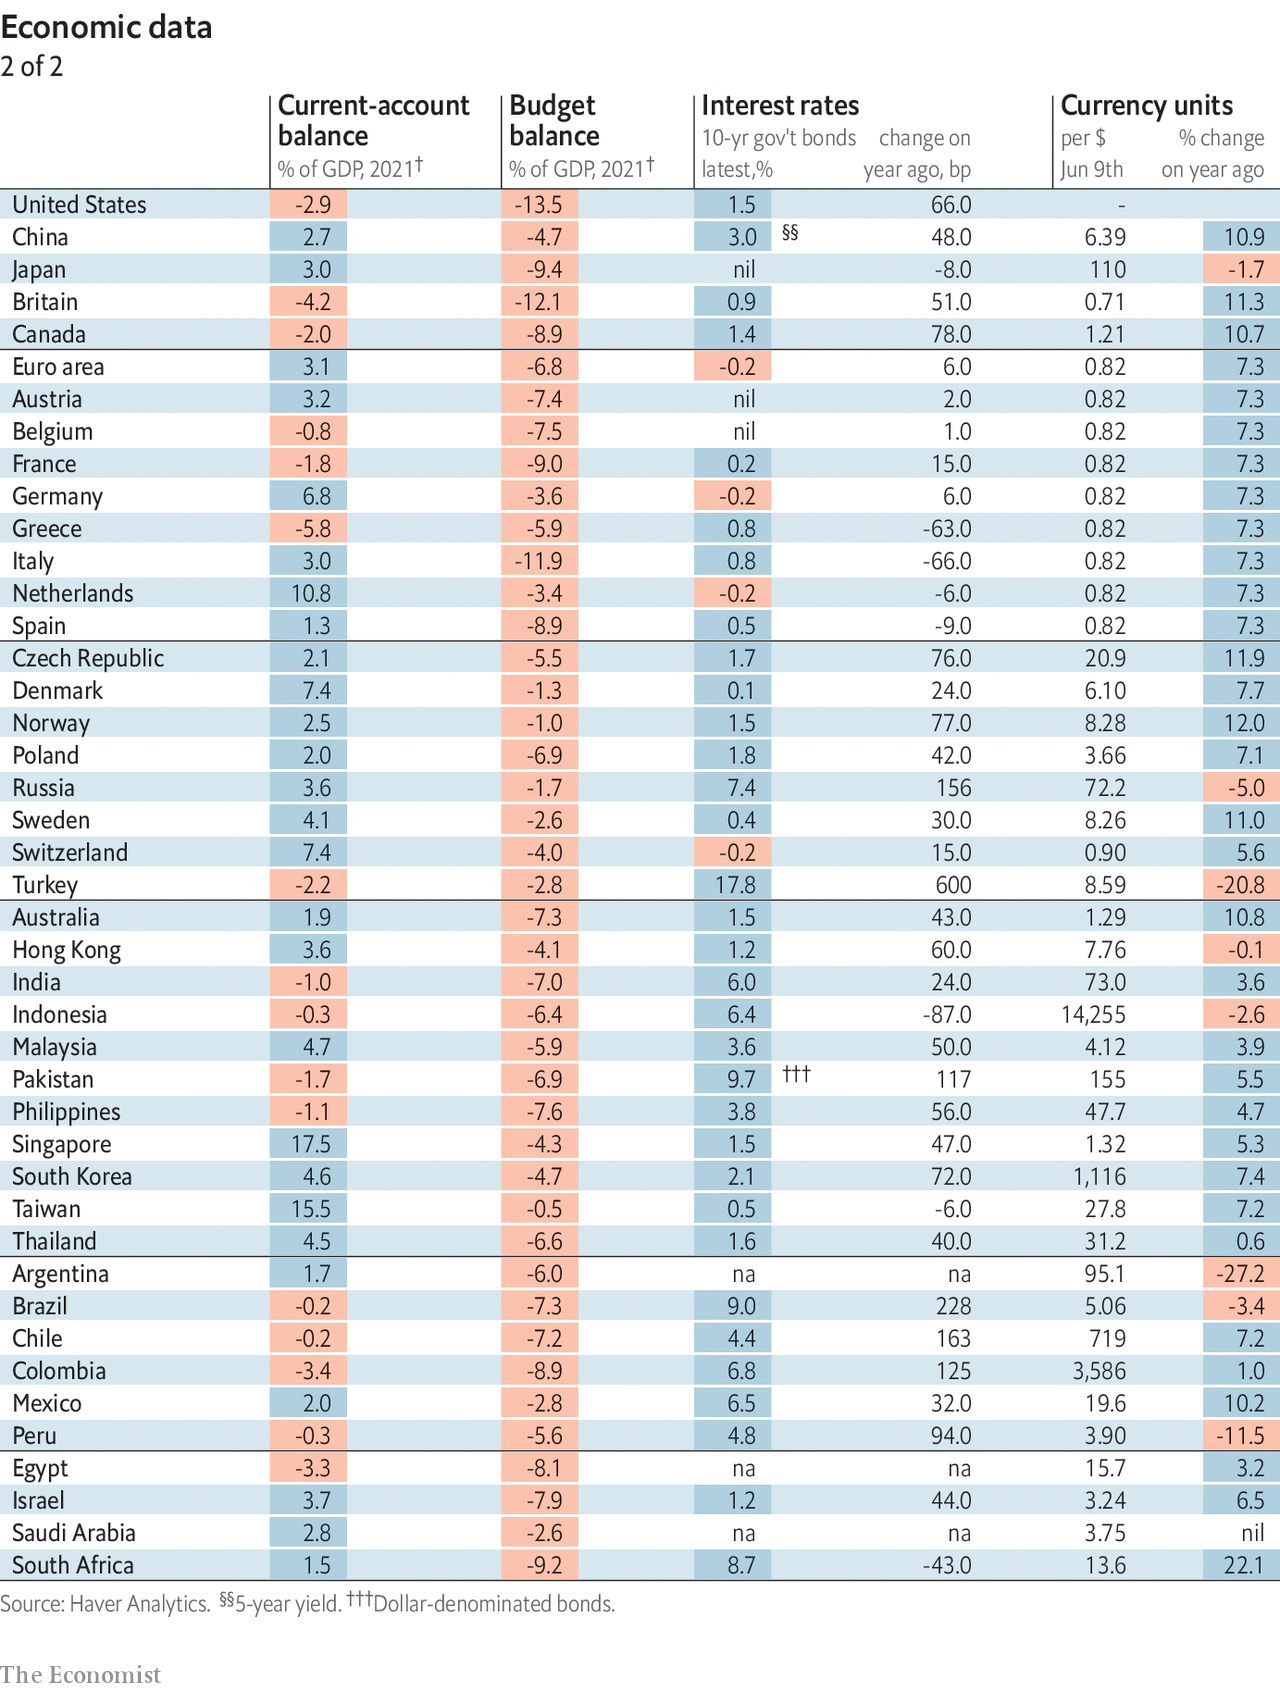 Economic data
2 of 2
Current-account balance % of GDP, 2021† Budget balance % of GDP, 2021† Interest rates 10-yr gov't bonds latest,% change on year ago, bp Currency units per $ Jun 9th % change on year ago
United States -2.9 -13.5 1.5 66.0 -
China 2.7 -4.7 3.0 §§ 48.0 6.39 10.9
Japan 3.0 -9.4 nil -8.0 110 -1.7
Britain -4.2 -12.1 0.9 51.0 0.71 11.3
Canada -2.0 -8.9 1.4 78.0 1.21 10.7
Euro area 3.1 -6.8 -0.2 6.0 0.82 7.3
Austria 3.2 -7.4 nil 2.0 0.82 7.3
Belgium -0.8 -7.5 nil 1.0 0.82 7.3
France -1.8 -9.0 0.2 15.0 0.82 7.3
Germany 6.8 -3.6 -0.2 6.0 0.82 7.3
Greece -5.8 -5.9 0.8 -63.0 0.82 7.3
Italy 3.0 -11.9 0.8 -66.0 0.82 7.3
Netherlands 10.8 -3.4 -0.2 -6.0 0.82 7.3
Spain 1.3 -8.9 0.5 -9.0 0.82 7.3
Czech Republic 2.1 -5.5 1.7 76.0 20.9 11.9
Denmark 7.4 -1.3 0.1 24.0 6.10 7.7
Norway 2.5 -1.0 1.5 77.0 8.28 12.0
Poland 2.0 -6.9 1.8 42.0 3.66 7.1
Russia 3.6 -1.7 7.4 156 72.2 -5.0
Sweden 4.1 -2.6 0.4 30.0 8.26 11.0
Switzerland 7.4 -4.0 -0.2 15.0 0.90 5.6
Turkey -2.2 -2.8 17.8 600 8.59 -20.8
Australia 1.9 -7.3 1.5 43.0 1.29 10.8
Hong Kong 3.6 -4.1 1.2 60.0 7.76 -0.1
India -1.0 -7.0 6.0 24.0 73.0 3.6
Indonesia -0.3 -6.4 6.4 -87.0 14,255 -2.6
Malaysia 4.7 -5.9 3.6 50.0 4.12 3.9
Pakistan -1.7 -6.9 9.7 ††† 117 155 5.5
Philippines -1.1 -7.6 3.8 56.0 47.7 4.7
Singapore 17.5 -4.3 1.5 47.0 1.32 5.3
South Korea 4.6 -4.7 2.1 72.0 1,116 7.4
Taiwan 15.5 -0.5 0.5 -6.0 27.8 7.2
Thailand 4.5 -6.6 1.6 40.0 31.2 0.6
Argentina 1.7 -6.0 na na 95.1 -27.2
Brazil -0.2 -7.3 9.0 228 5.06 -3.4
Chile -0.2 -7.2 4.4 163 719 7.2
Colombia -3.4 -8.9 6.8 125 3,586 1.0
Mexico 2.0 -2.8 6.5 32.0 19.6 10.2
Peru -0.3 -5.6 4.8 94.0 3.90 -11.5
Egypt -3.3 -8.1 na na 15.7 3.2
Israel 3.7 -7.9 1.2 44.0 3.24 6.5
Saudi Arabia 2.8 -2.6 na na 3.75 nil
South Africa 1.5 -9.2 8.7 -43.0 13.6 22.1
Source: Haver Analytics. §§5-year yield. †††Dollar-denominated bonds.
The Economist